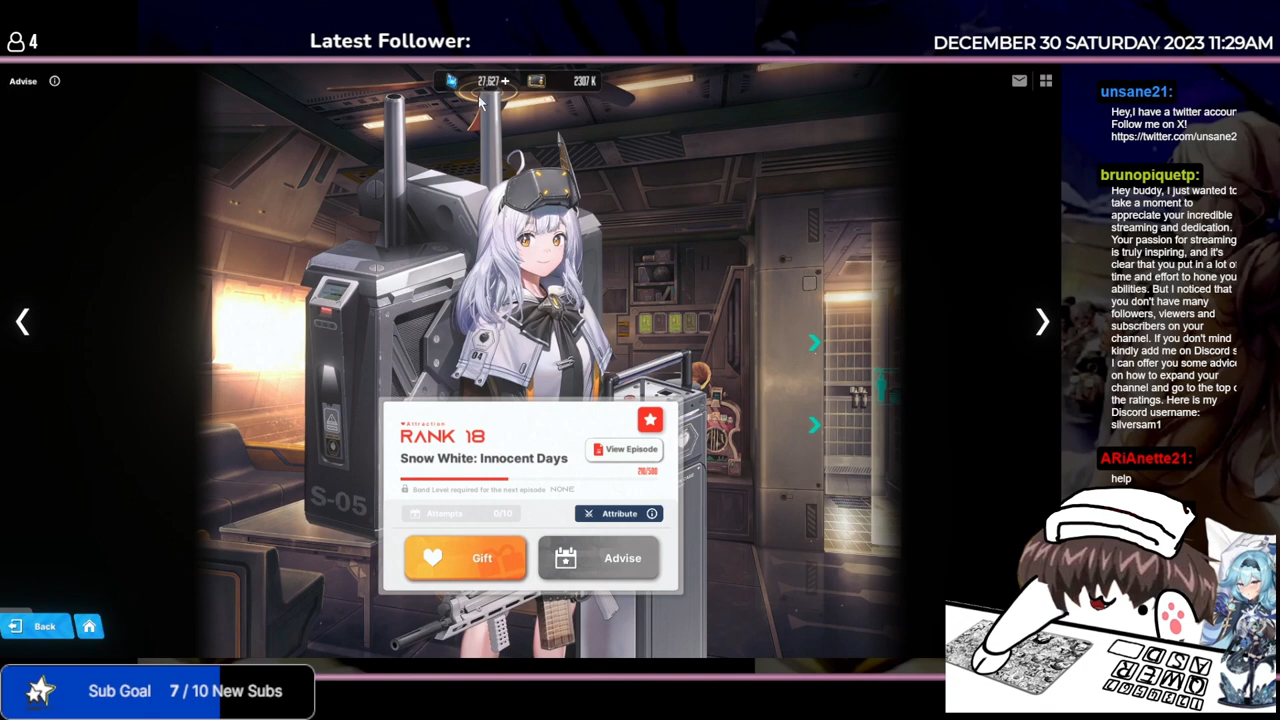 4
Latest Follower:
DECEMBER 30 SATURDAY 2023 11:29AM
Advise
27,627 +
2307 K
unsane21:
Hey,I have a twitter accour
Follow me on X!
https://twitter.com/unsane2
brunopiquetp:
Hey buddy, I just wanted to
take a moment to
appreciate your incredible
streaming and dedication.
Your passion for streaming
is truly inspiring, and it's
clear that you put in a lot of
time and effort to hone you
abilities. But I noticed that
you don't have many
followers, viewers and
subscribers on your
channel. If you don't mind
kindly add me on Discord s
I can offer you some advice
on how to expand your
channel and go to the top o
the ratings. Here is my
Discord username:
sllversam1
ARiAnette21:
help
S-05
04
Attraction
RANK 18
View Episode
Snow White: Innocent Days
210/500
Bond Level required for the next episode NONE
Attempts 0/10
Attribute
Gift
Advise
Back
Sub Goal 7 / 10 New Subs